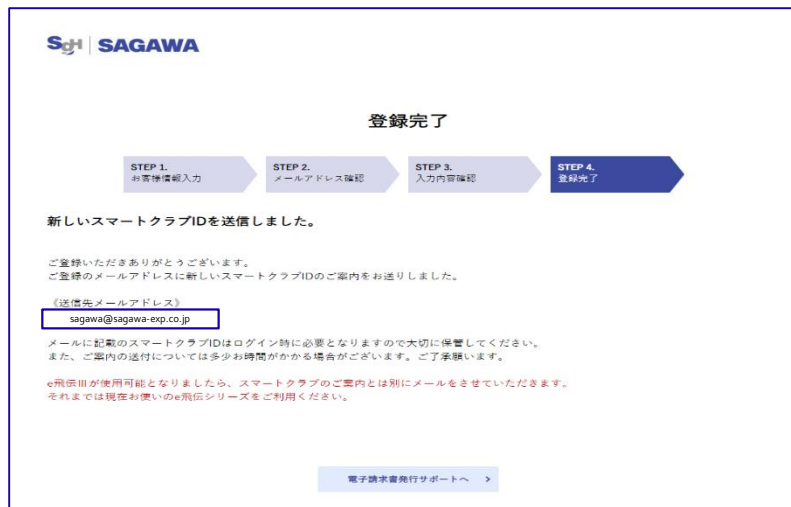 SGH SAGAWA
登録完了
STEP 1.
お客様情報入力
STEP 2.
メールアドレス確認
STEP 3.
入力内容確認
STEP 4.
登録完了
新しいスマートクラブIDを送信しました。
ご登録いただきありがとうございます。
ご登録のメールアドレスに新しいスマートクラブIDのご案内をお送りしました。
《送信先メールアドレス》
sagawa@sagawa-exp.co.jp
メールに記載のスマートクラブIDはログイン時に必要となりますので大切に保管してください。
また、ご案内の送付については多少お時間がかかる場合がございます。ご了承願います。
e飛伝Ⅲが使用可能となりましたら、スマートクラブのご案内とは別にメールをさせていただきます。
それまでは現在お使いのe飛伝シリーズをご利用ください。
電子請求書発行サポートへ >